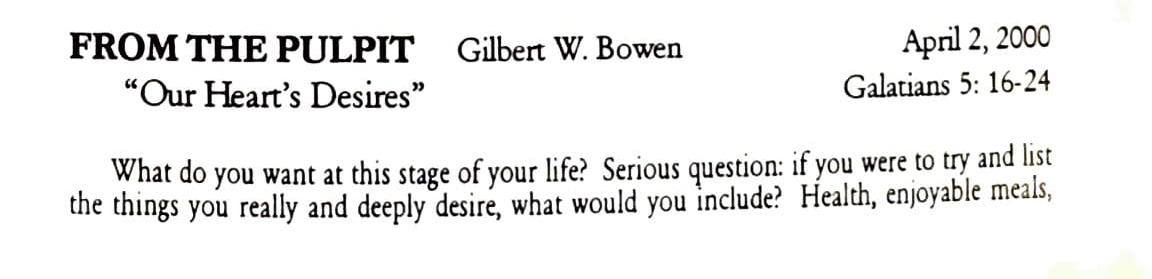 FROM THE PULPIT Gilbert W. Bowen April 2, 2000
“Our Heart’s Desires” Galatians 5: 16-24
What do you want at this stage of your life? Serious question: if you were to try and list
the things you really and deeply desire, what would you include? Health, enjoyable meals,